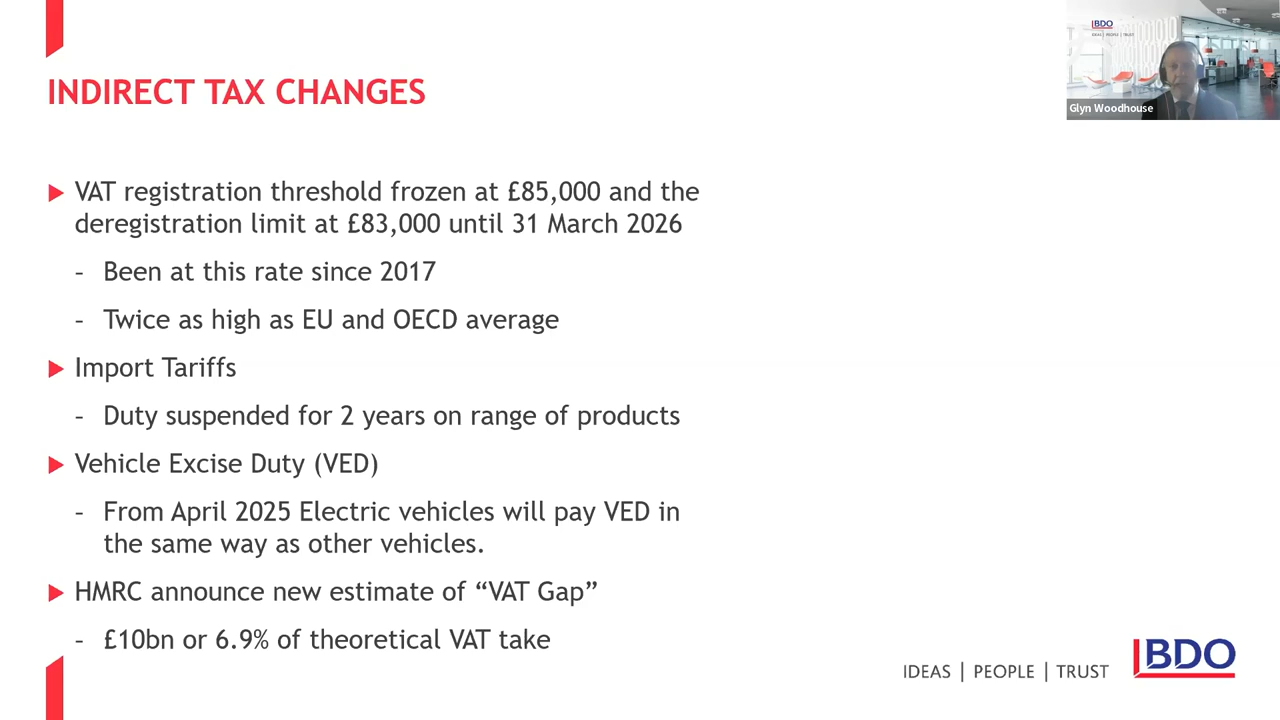 BDO
IDEAS | PEOPLE | TRUST
Glyn Woodhouse
INDIRECT TAX CHANGES
VAT registration threshold frozen at £85,000 and the
deregistration limit at £83,000 until 31 March 2026
- Been at this rate since 2017
- Twice as high as EU and OECD average
Import Tariffs
- Duty suspended for 2 years on range of products
Vehicle Excise Duty (VED)
- From April 2025 Electric vehicles will pay VED in
the same way as other vehicles.
HMRC announce new estimate of “VAT Gap”
- £10bn or 6.9% of theoretical VAT take
IDEAS | PEOPLE | TRUST
BDO